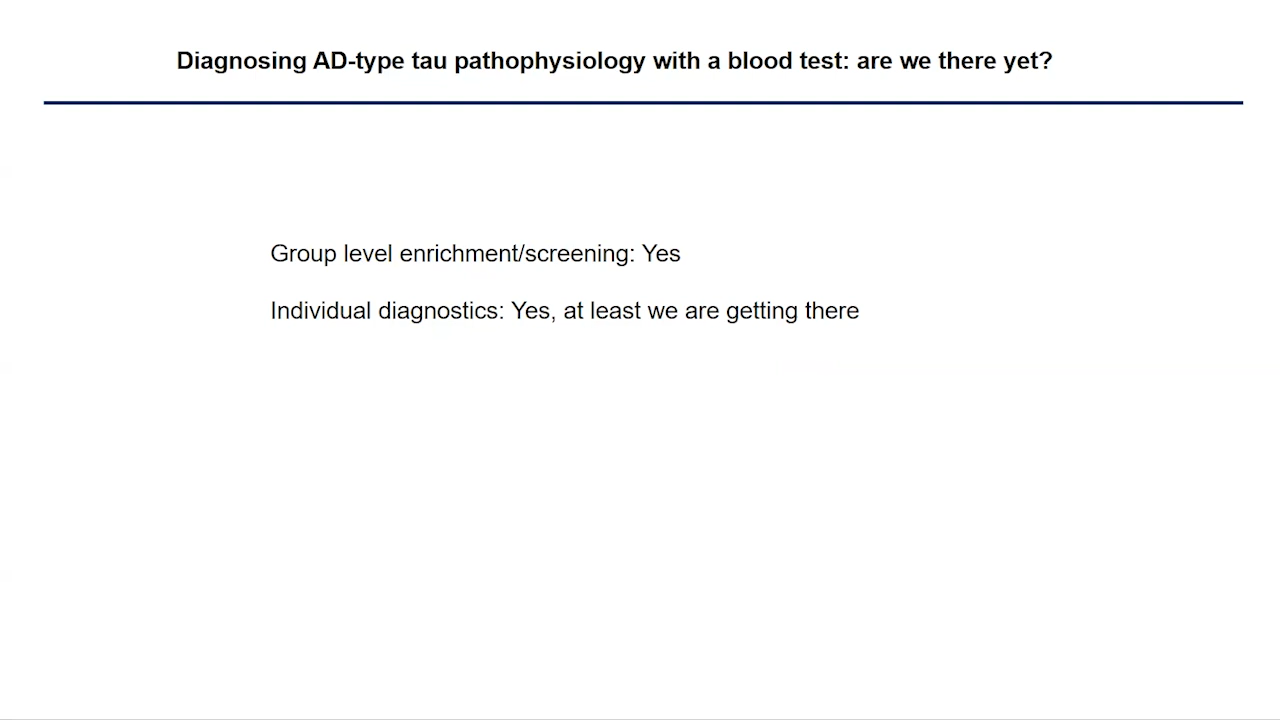 Diagnosing AD-type tau pathophysiology with a blood test: are we there yet?
Group level enrichment/screening: Yes
Individual diagnostics: Yes, at least we are getting there